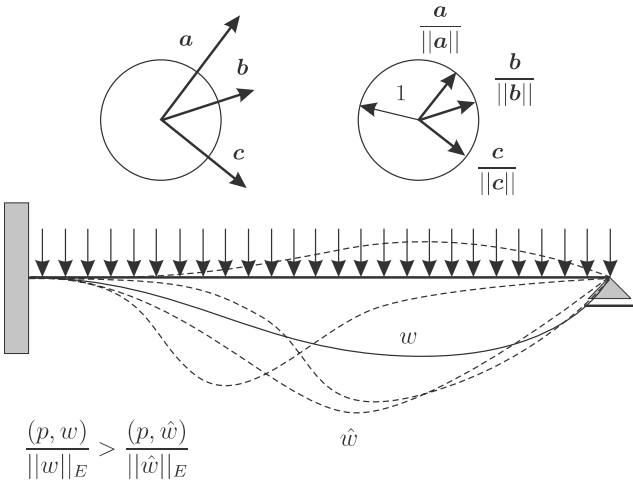 a
b
c
1
a / ||a||
b / ||b||
c / ||c||
w
ŵ
(p, w) / ||w||_E > (p, ŵ) / ||ŵ||_E